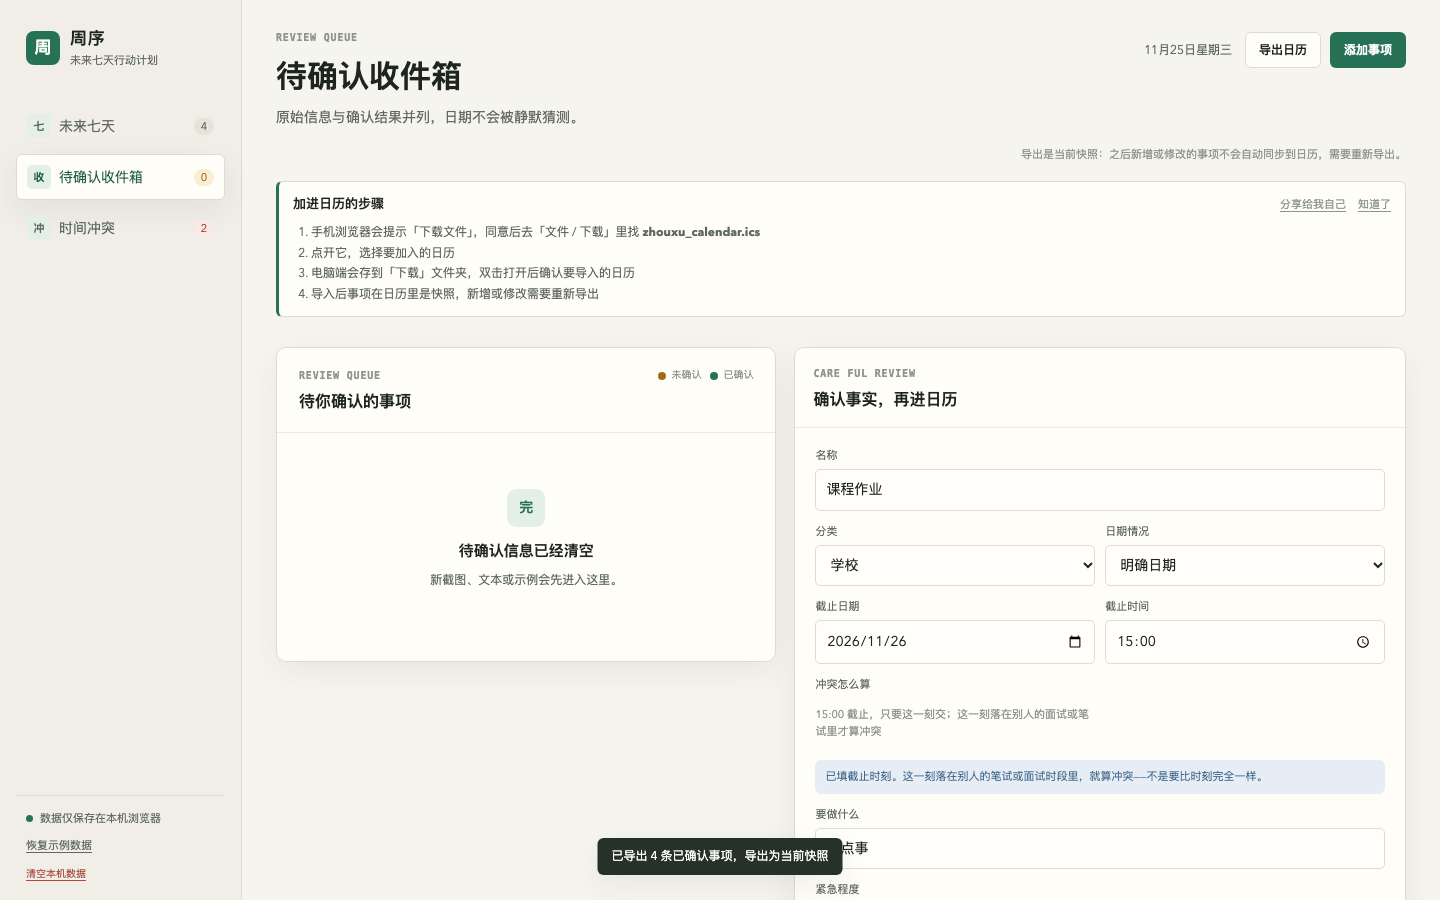 周
周序
未来七天行动计划
七
未来七天
4
收
待确认收件箱
0
冲
时间冲突
2
数据仅保存在本机浏览器
恢复示例数据
清空本机数据
REVIEW QUEUE
待确认收件箱
原始信息与确认结果并列，日期不会被静默猜测。
11月25日星期三
导出日历
添加事项
导出是当前快照：之后新增或修改的事项不会自动同步到日历，需要重新导出。
加进日历的步骤
分享给我自己
知道了
1. 手机浏览器会提示「下载文件」，同意后去「文件 / 下载」里找 zhouxu_calendar.ics
2. 点开它，选择要加入的日历
3. 电脑端会存到「下载」文件夹，双击打开后确认要导入的日历
4. 导入后事项在日历里是快照，新增或修改需要重新导出
REVIEW QUEUE
待你确认的事项
未确认
已确认
完
待确认信息已经清空
新截图、文本或示例会先进入这里。
CARE FUL REVIEW
确认事实，再进日历
名称
课程作业
分类
日期情况
学校
明确日期
截止日期
截止时间
2026/11/26
15:00
冲突怎么算
15:00 截止，只要这一刻交；这一刻落在别人的面试或笔
试里才算冲突
已填截止时刻。这一刻落在别人的笔试或面试时段里，就算冲突——不是要比时刻完全一样。
要做什么
点事
紧急程度
已导出 4 条已确认事项，导出为当前快照